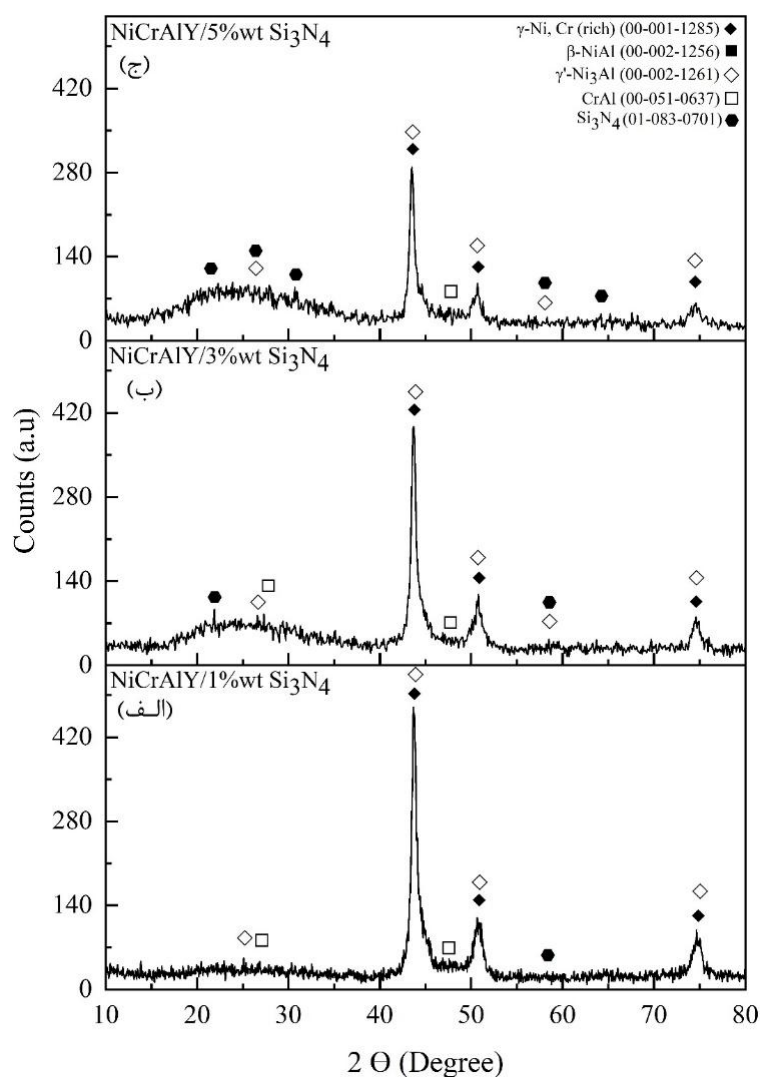 NiCrAlY/5%wt Si3N4
(ج)
γ-Ni, Cr (rich) (00-001-1285) ◆
β-NiAl (00-002-1256) ■
γ'-Ni3Al (00-002-1261) ◇
CrAl (00-051-0637) □
Si3N4 (01-083-0701) ⬣
420
280
140
0
NiCrAlY/3%wt Si3N4
(ب)
420
280
140
0
NiCrAlY/1%wt Si3N4
(الـف)
420
280
140
0
Counts (a.u)
10 20 30 40 50 60 70 80
2 Ɵ (Degree)